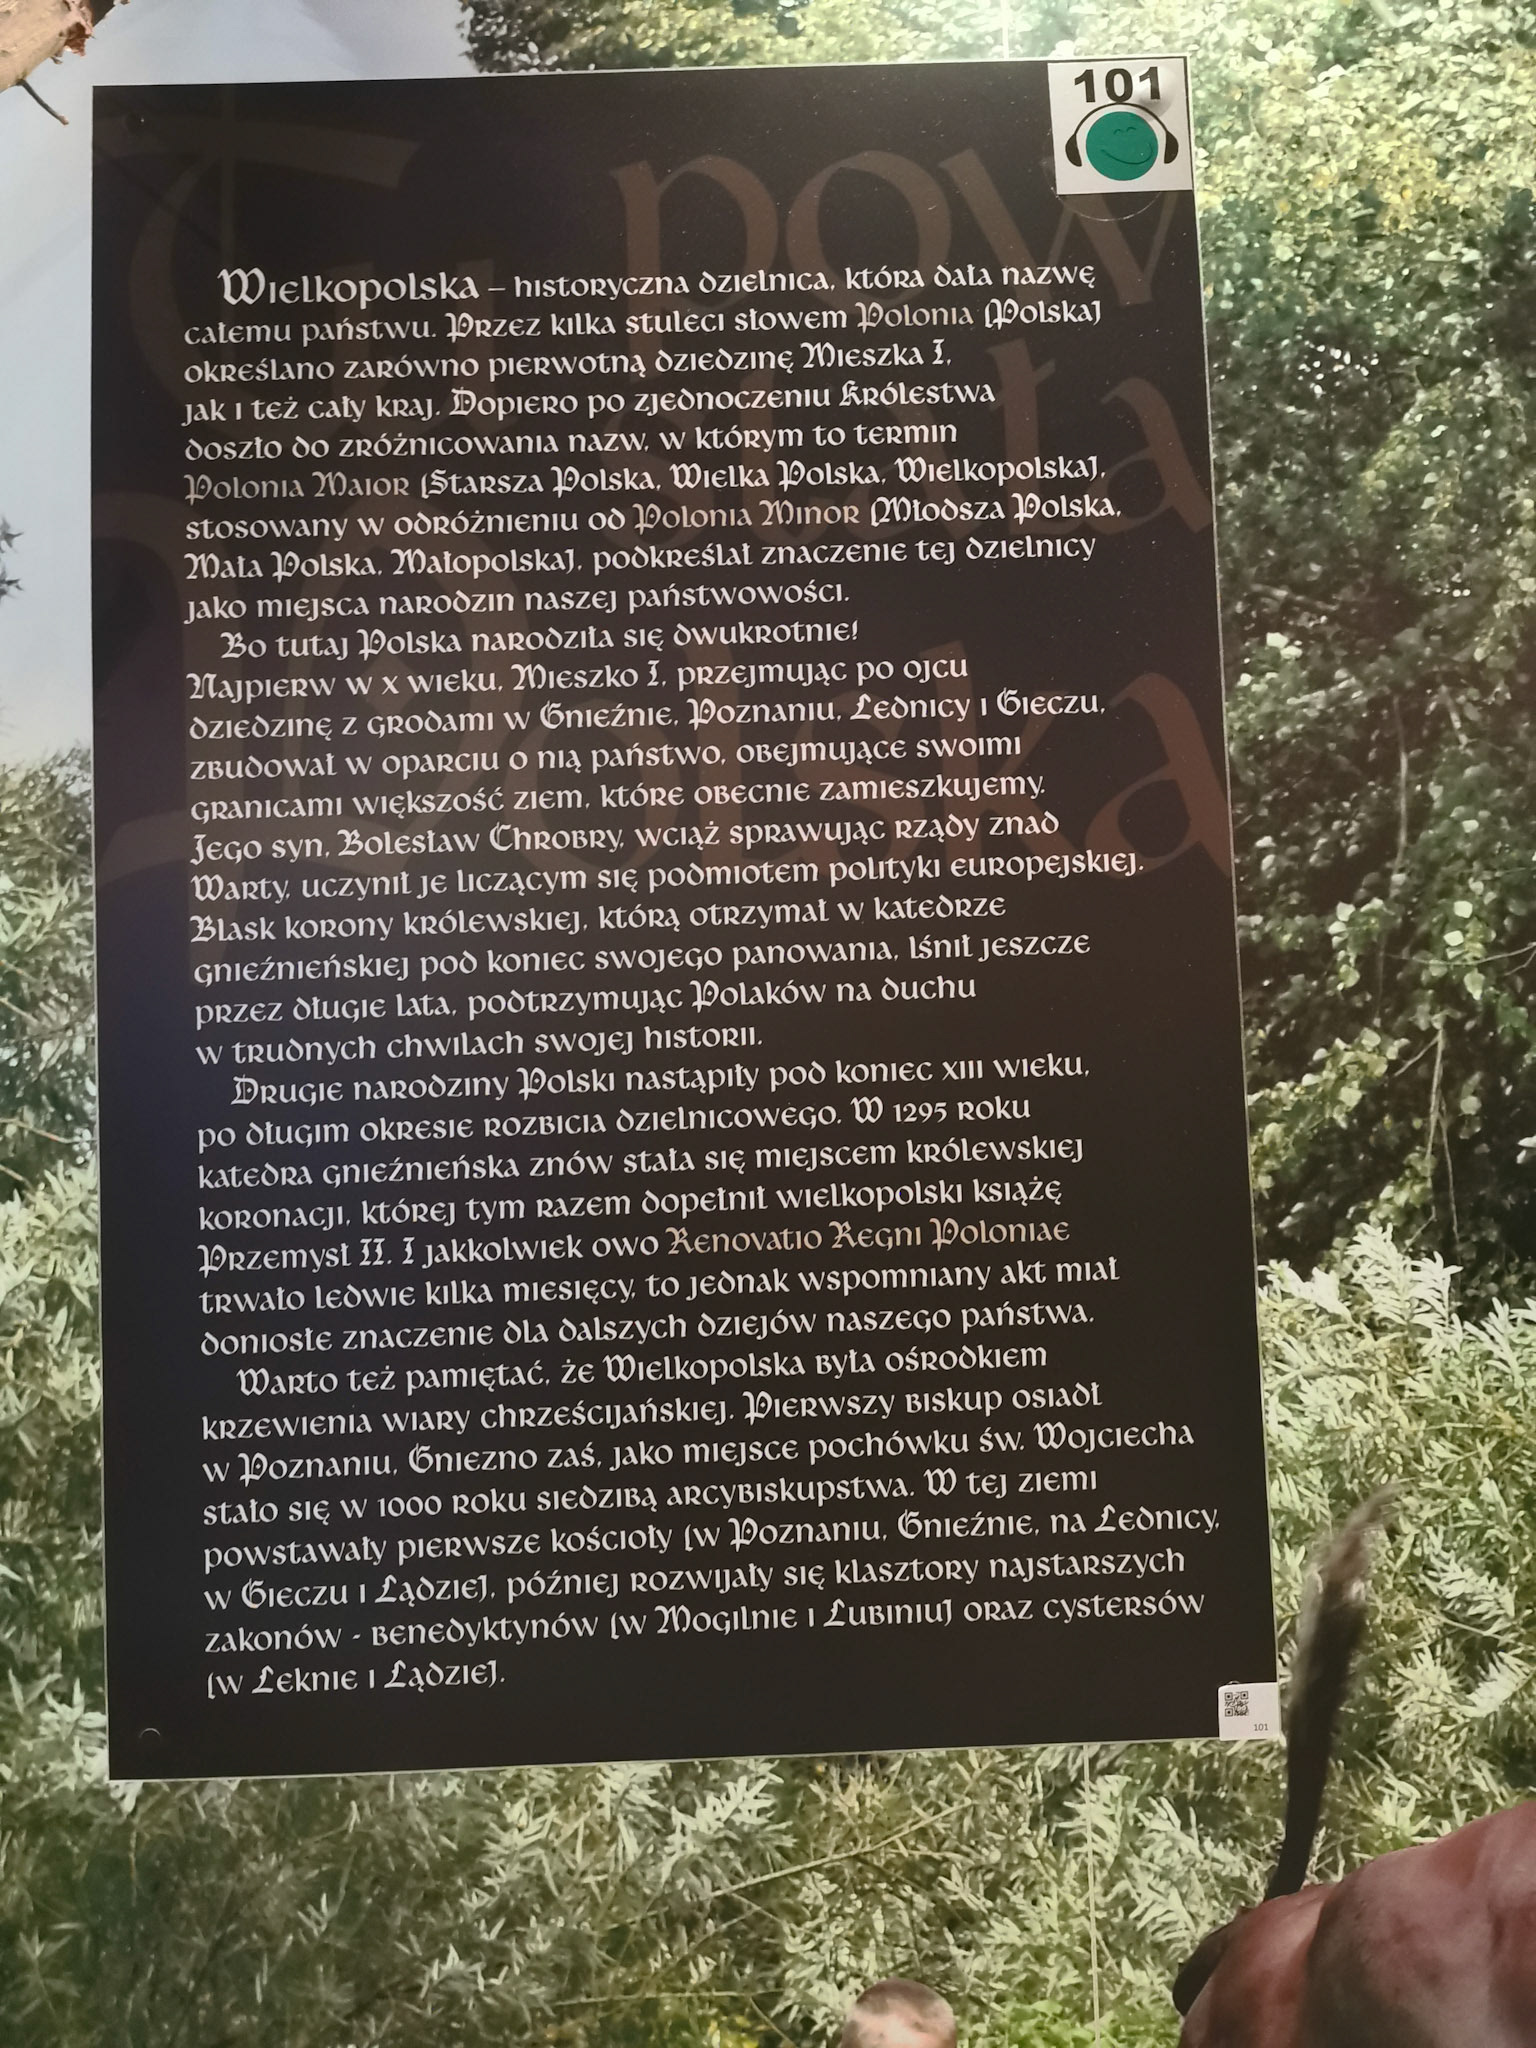 101
Tu pow
stała
Polska
Wielkopolska – historyczna dzielnica, która dała nazwę
całemu państwu. Przez kilka stuleci słowem Polonia (Polska)
określano zarówno pierwotną dziedzinę Mieszka I,
jak i też cały kraj. Dopiero po zjednoczeniu Królestwa
doszło do zróżnicowania nazw, w którym to termin
Polonia Maior (Starsza Polska, Wielka Polska, Wielkopolska),
stosowany w odróżnieniu od Polonia Minor (Młodsza Polska,
Mała Polska, Małopolska), podkreślał znaczenie tej dzielnicy
jako miejsca narodzin naszej państwowości.
Bo tutaj Polska narodziła się dwukrotnie!
Najpierw w X wieku, Mieszko I, przejmując po ojcu
dziedzinę z grodami w Gnieźnie, Poznaniu, Lednicy i Gieczu,
zbudował w oparciu o nią państwo, obejmujące swoimi
granicami większość ziem, które obecnie zamieszkujemy.
Jego syn, Bolesław Chrobry, wciąż sprawując rządy znad
Warty, uczynił je liczącym się podmiotem polityki europejskiej.
Blask korony królewskiej, którą otrzymał w katedrze
gnieźnieńskiej pod koniec swojego panowania, lśnił jeszcze
przez długie lata, podtrzymując Polaków na duchu
w trudnych chwilach swojej historii.
Drugie narodziny Polski nastąpiły pod koniec XIII wieku,
po długim okresie rozbicia dzielnicowego. W 1295 roku
katedra gnieźnieńska znów stała się miejscem królewskiej
koronacji, której tym razem dopełnił wielkopolski książę
Przemysł II. I jakkolwiek owo Renovatio Regni Poloniae
trwało ledwie kilka miesięcy, to jednak wspomniany akt miał
doniosłe znaczenie dla dalszych dziejów naszego państwa.
Warto też pamiętać, że Wielkopolska była ośrodkiem
krzewienia wiary chrześcijańskiej. Pierwszy biskup osiadł
w Poznaniu, Gniezno zaś, jako miejsce pochówku św. Wojciecha
stało się w 1000 roku siedzibą arcybiskupstwa. W tej ziemi
powstawały pierwsze kościoły (w Poznaniu, Gnieźnie, na Lednicy,
w Gieczu i Lądzie), później rozwijały się klasztory najstarszych
zakonów - benedyktynów (w Mogilnie i Lubiniu) oraz cystersów
(w Łeknie i Lądzie).
101